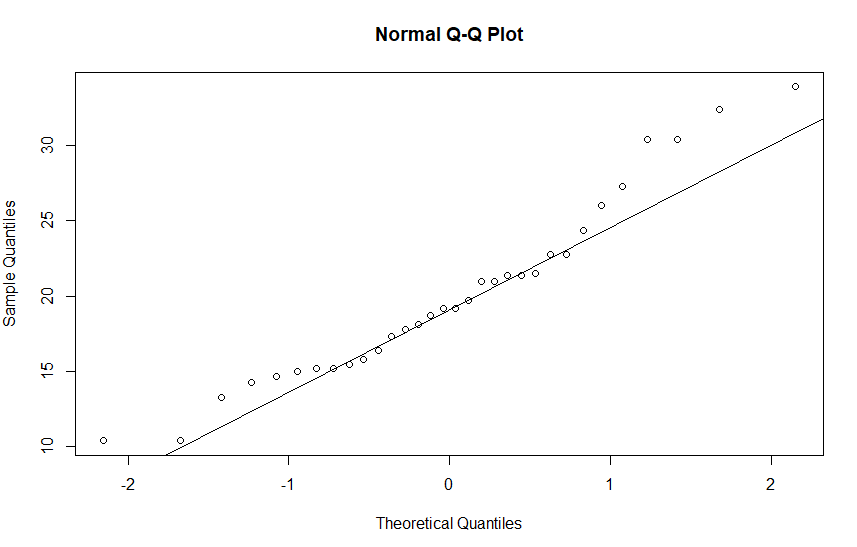 Normal Q-Q Plot
Sample Quantiles
30
25
20
15
10
-2 -1 0 1 2
Theoretical Quantiles